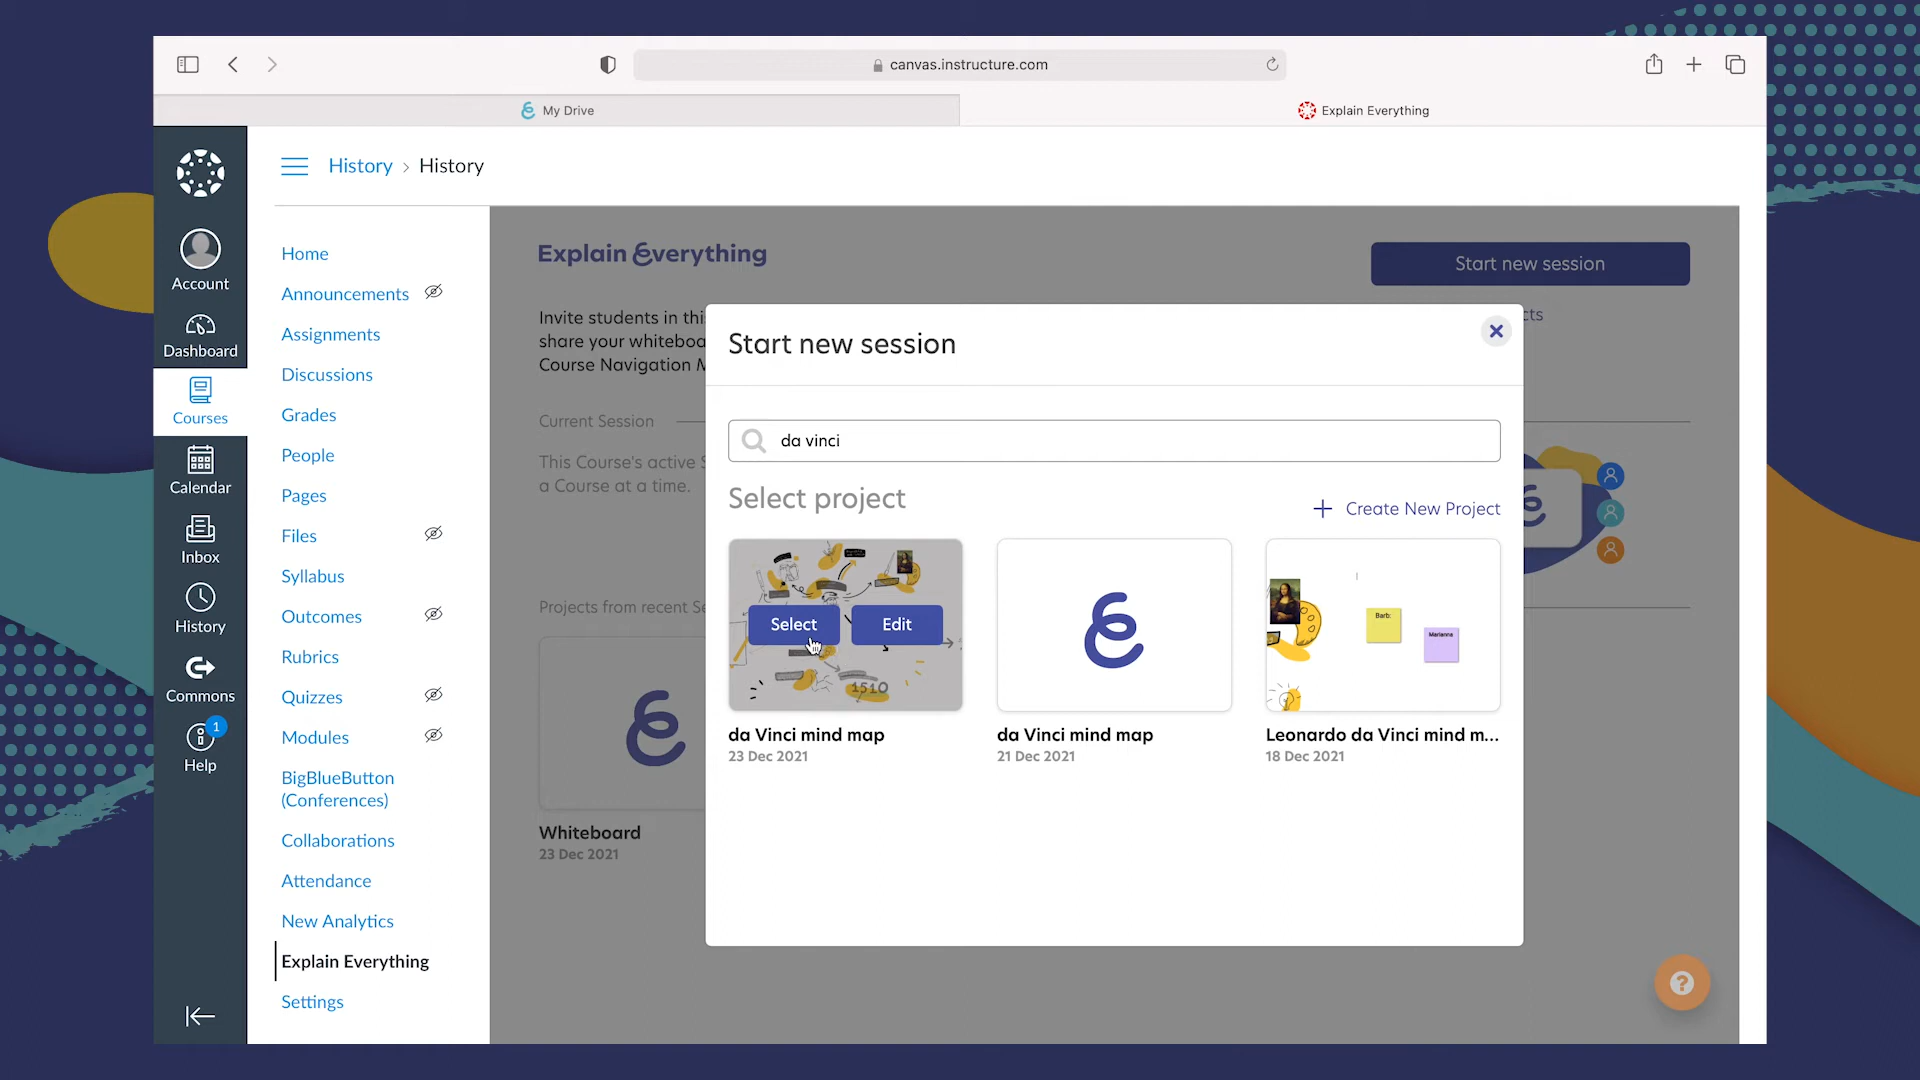 canvas.instructure.com
My Drive
Explain Everything
History > History
Account
Dashboard
Courses
Calendar
Inbox
History
Commons
1
Help
Home
Announcements
Assignments
Discussions
Grades
People
Pages
Files
Syllabus
Outcomes
Rubrics
Quizzes
Modules
BigBlueButton
(Conferences)
Collaborations
Attendance
New Analytics
Explain Everything
Settings
Explain Everything
Start new session
Invite students in thi
share your whiteboa
Course Navigation M
cts
Current Session
This Course's active S
a Course at a time.
Projects from recent Se
Whiteboard
23 Dec 2021
Start new session
da vinci
Select project
+ Create New Project
Select
Edit
1510
da Vinci mind map
23 Dec 2021
da Vinci mind map
21 Dec 2021
Barb:
Marianna
Leonardo da Vinci mind m...
18 Dec 2021
?